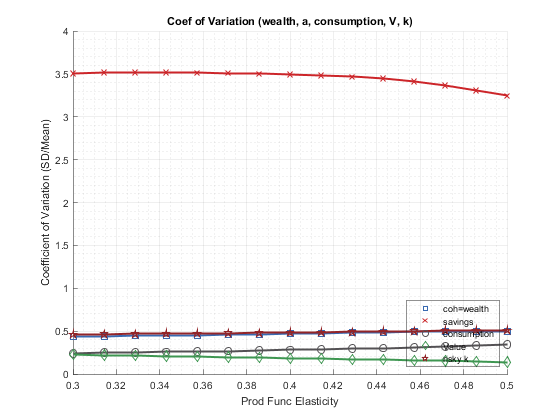 Coef of Variation (wealth, a, consumption, V, k)
Coefficient of Variation (SD/Mean)
4
3.5
3
2.5
2
1.5
1
0.5
0
coh=wealth
savings
consumption
value
risky k
0.3
0.32
0.34
0.36
0.38
0.4
0.42
0.44
0.46
0.48
0.5
Prod Func Elasticity